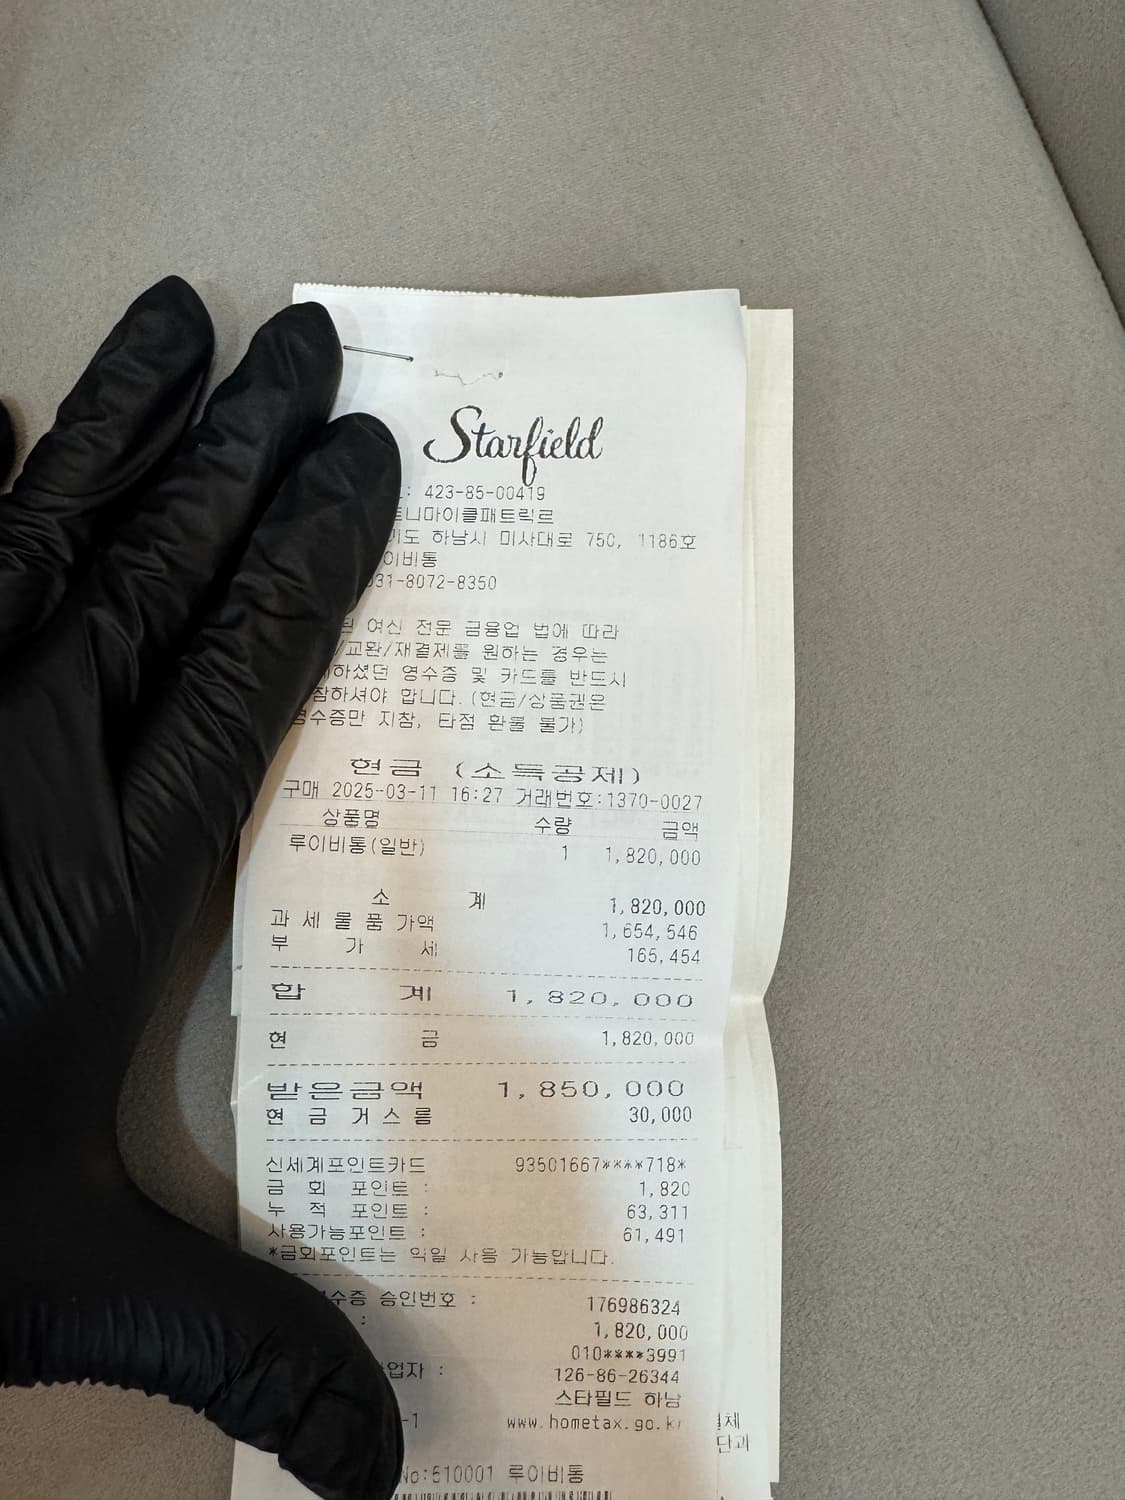 Starfield
: 423-85-00419
트니마이클패트릭르
도 하남시 미사대로 750, 1186호
이비통
031-8072-8350
된 여신 전문 금융업 법에 따라
/교환/재결제를 원하는 경우는
하셨던 영수증 및 카드를 반드시
참하셔야 합니다.(현금/상품권은
영수증만 지참, 타점 환불 불가)
현금 (소득공제)
구매 2025-03-11 16:27 거래번호:1370-0027
상품명 수량 금액
루이비통(일반) 1 1,820,000
소 계 1,820,000
과 세 물 품 가액 1,654,546
부 가 세 165,454
합 계 1,820,000
현 금 1,820,000
받은금액 1,850,000
현 금 거 스 름 30,000
신세계포인트카드 93501667****718*
금 회 포인트 : 1,820
누 적 포인트 : 63,311
사용가능포인트 : 61,491
*금회포인트는 익일 사용 가능합니다.
수증 승인번호 : 176986324
: 1,820,000
010****3991
업자 : 126-86-26344
스타필드 하남
-1 www.hometax.go.kr
체
단과
No:510001 루이비통